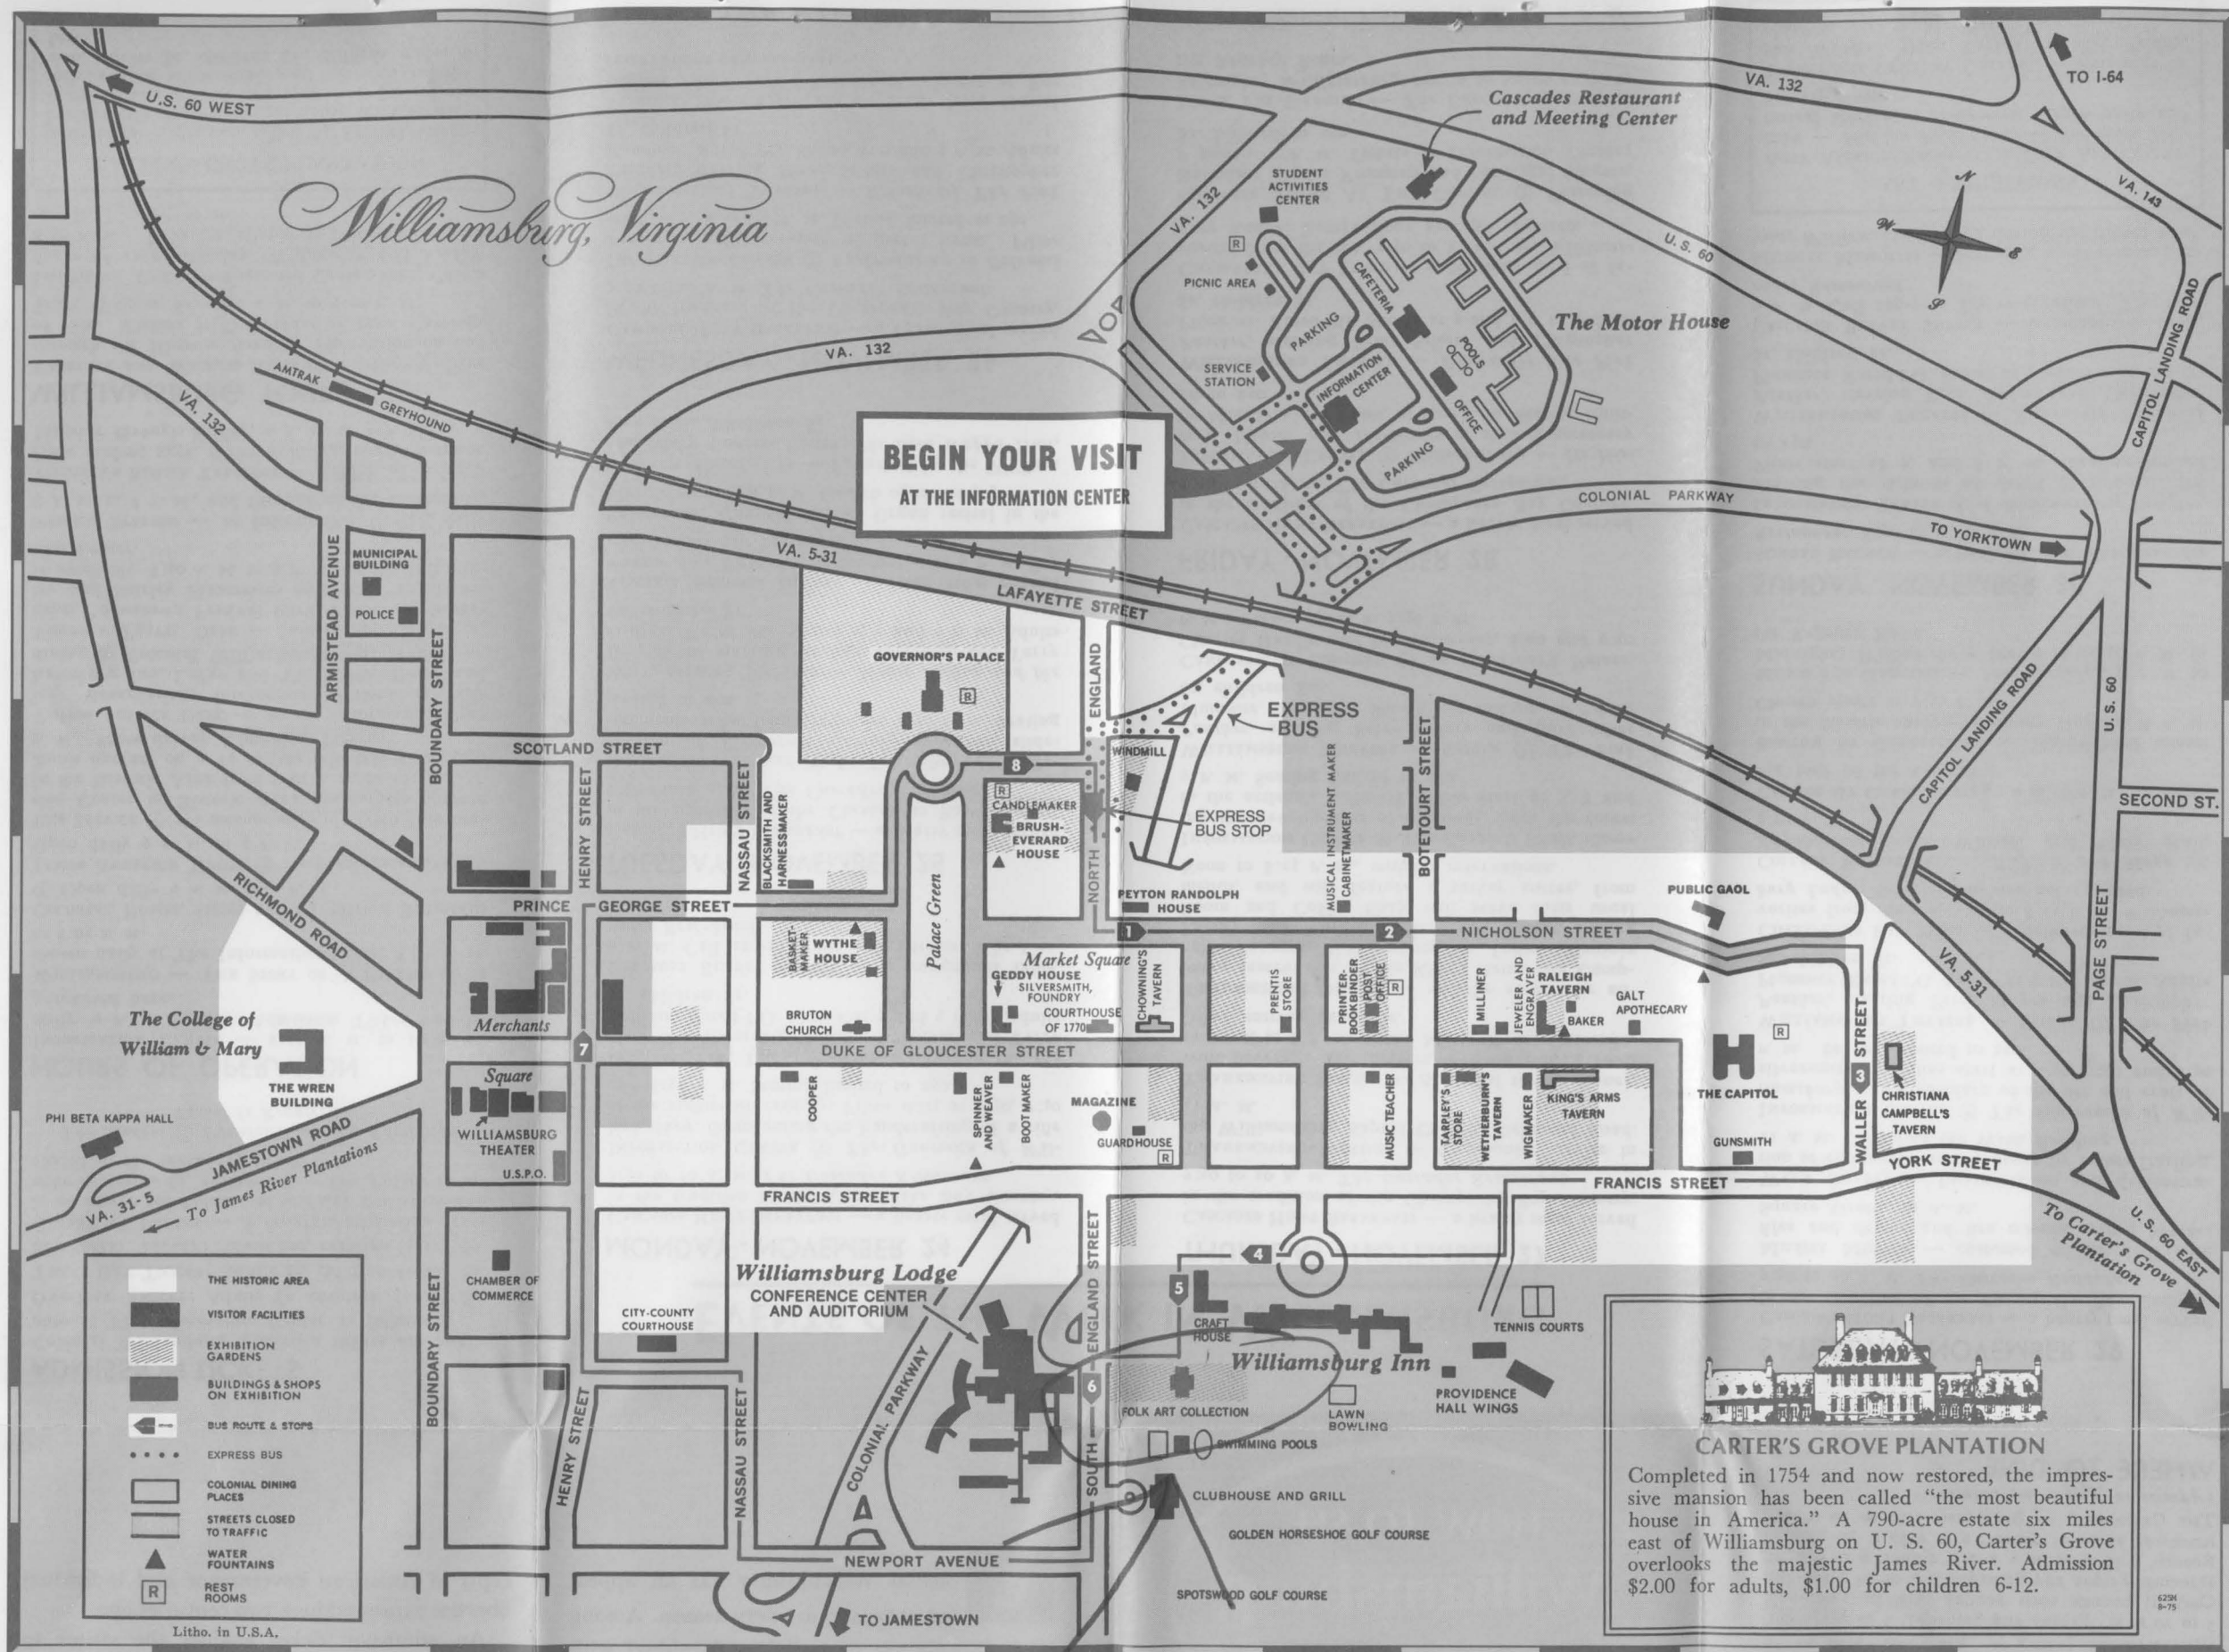 TO I-64
VA. 132
U.S. 60 WEST
Cascades Restaurant
and Meeting Center
Williamsburg, Virginia
STUDENT
ACTIVITIES
CENTER
VA. 132
VA. 143
N
W
E
S
R
U. S. 60
PICNIC AREA
CAFETERIA
PARKING
The Motor House
CAPITOL LANDING ROAD
VA. 132
POOLS
SERVICE
STATION
INFORMATION
CENTER
AMTRAK
GREYHOUND
VA. 132
OFFICE
PARKING
BEGIN YOUR VISIT
AT THE INFORMATION CENTER
COLONIAL PARKWAY
TO YORKTOWN
VA. 5-31
LAFAYETTE STREET
MUNICIPAL
BUILDING
POLICE
ARMISTEAD AVENUE
BOUNDARY STREET
GOVERNOR'S PALACE
R
NORTH ENGLAND
EXPRESS
BUS
WINDMILL
U. S. 60
CAPITOL LANDING ROAD
SCOTLAND STREET
8
HENRY STREET
NASSAU STREET
BLACKSMITH AND
HARNESSMAKER
R
CANDLEMAKER
BRUSH-
EVERARD
HOUSE
EXPRESS
BUS STOP
MUSICAL INSTRUMENT MAKER
CABINETMAKER
BOTETOURT STREET
SECOND ST.
RICHMOND ROAD
PRINCE GEORGE STREET
PEYTON RANDOLPH
HOUSE
PUBLIC GAOL
1
2
NICHOLSON STREET
Palace Green
BASKET-
MAKER
WYTHE
HOUSE
Market Square
GEDDY HOUSE
SILVERSMITH,
FOUNDRY
COURTHOUSE
OF 1770
CHOWNING'S
TAVERN
PRENTIS
STORE
PRINTER-
BOOKBINDER
POST
OFFICE
R
MILLINER
JEWELER AND
ENGRAVER
RALEIGH
TAVERN
BAKER
GALT
APOTHECARY
VA. 5-31
PAGE STREET
The College of
William & Mary
THE WREN
BUILDING
Merchants
Square
BRUTON
CHURCH
7
DUKE OF GLOUCESTER STREET
R
THE CAPITOL
WALLER STREET
3
CHRISTIANA
CAMPBELL'S
TAVERN
PHI BETA KAPPA HALL
JAMESTOWN ROAD
To James River Plantations
VA. 31-5
WILLIAMSBURG
THEATER
U.S.P.O.
COOPER
SPINNER
AND WEAVER
BOOT MAKER
MAGAZINE
GUARDHOUSE
R
MUSIC TEACHER
TARPLEY'S
STORE
WETHERBURN'S
TAVERN
WIGMAKER
KING'S ARMS
TAVERN
GUNSMITH
YORK STREET
FRANCIS STREET
FRANCIS STREET
To Carter's Grove
Plantation
U. S. 60 EAST
THE HISTORIC AREA
VISITOR FACILITIES
EXHIBITION
GARDENS
BUILDINGS & SHOPS
ON EXHIBITION
BUS ROUTE & STOPS
EXPRESS BUS
COLONIAL DINING
PLACES
STREETS CLOSED
TO TRAFFIC
WATER
FOUNTAINS
R
REST
ROOMS
Litho. in U.S.A.
BOUNDARY STREET
CHAMBER OF
COMMERCE
CITY-COUNTY
COURTHOUSE
HENRY STREET
NASSAU STREET
Williamsburg Lodge
CONFERENCE CENTER
AND AUDITORIUM
COLONIAL PARKWAY
SOUTH ENGLAND STREET
4
5
6
CRAFT
HOUSE
Williamsburg Inn
TENNIS COURTS
FOLK ART COLLECTION
LAWN
BOWLING
PROVIDENCE
HALL WINGS
SWIMMING POOLS
CLUBHOUSE AND GRILL
GOLDEN HORSESHOE GOLF COURSE
SPOTSWOOD GOLF COURSE
NEWPORT AVENUE
TO JAMESTOWN
CARTER'S GROVE PLANTATION
Completed in 1754 and now restored, the impres-
sive mansion has been called "the most beautiful
house in America." A 790-acre estate six miles
east of Williamsburg on U. S. 60, Carter's Grove
overlooks the majestic James River. Admission
$2.00 for adults, $1.00 for children 6-12.
625M
8-75